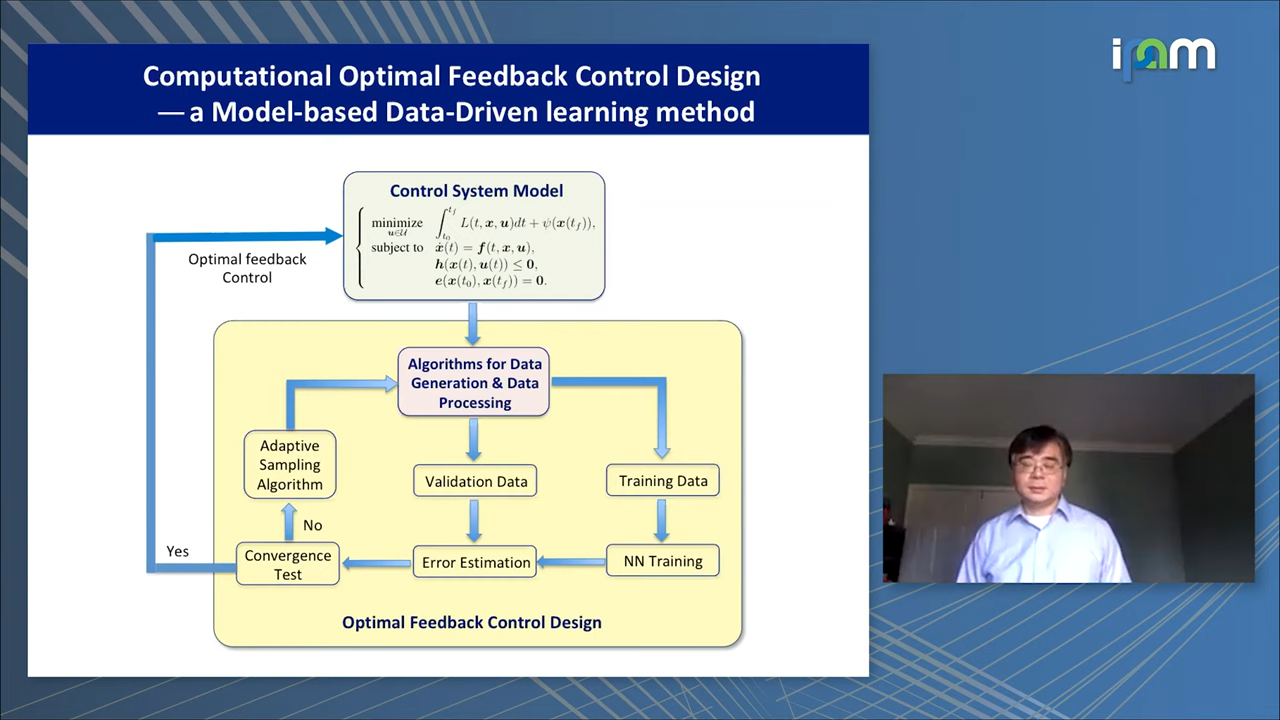 Computational Optimal Feedback Control Design
— a Model-based Data-Driven learning method
ipam
Control System Model
minimize ∫_{t_0}^{t_f} L(t, x, u)dt + ψ(x(t_f)),
u∈𝒰
subject to ẋ(t) = f(t, x, u),
h(x(t), u(t)) ≤ 0,
e(x(t_0), x(t_f)) = 0.
Optimal feedback
Control
Algorithms for Data
Generation & Data
Processing
Adaptive
Sampling
Algorithm
Validation Data
Training Data
No
Yes
Convergence
Test
Error Estimation
NN Training
Optimal Feedback Control Design